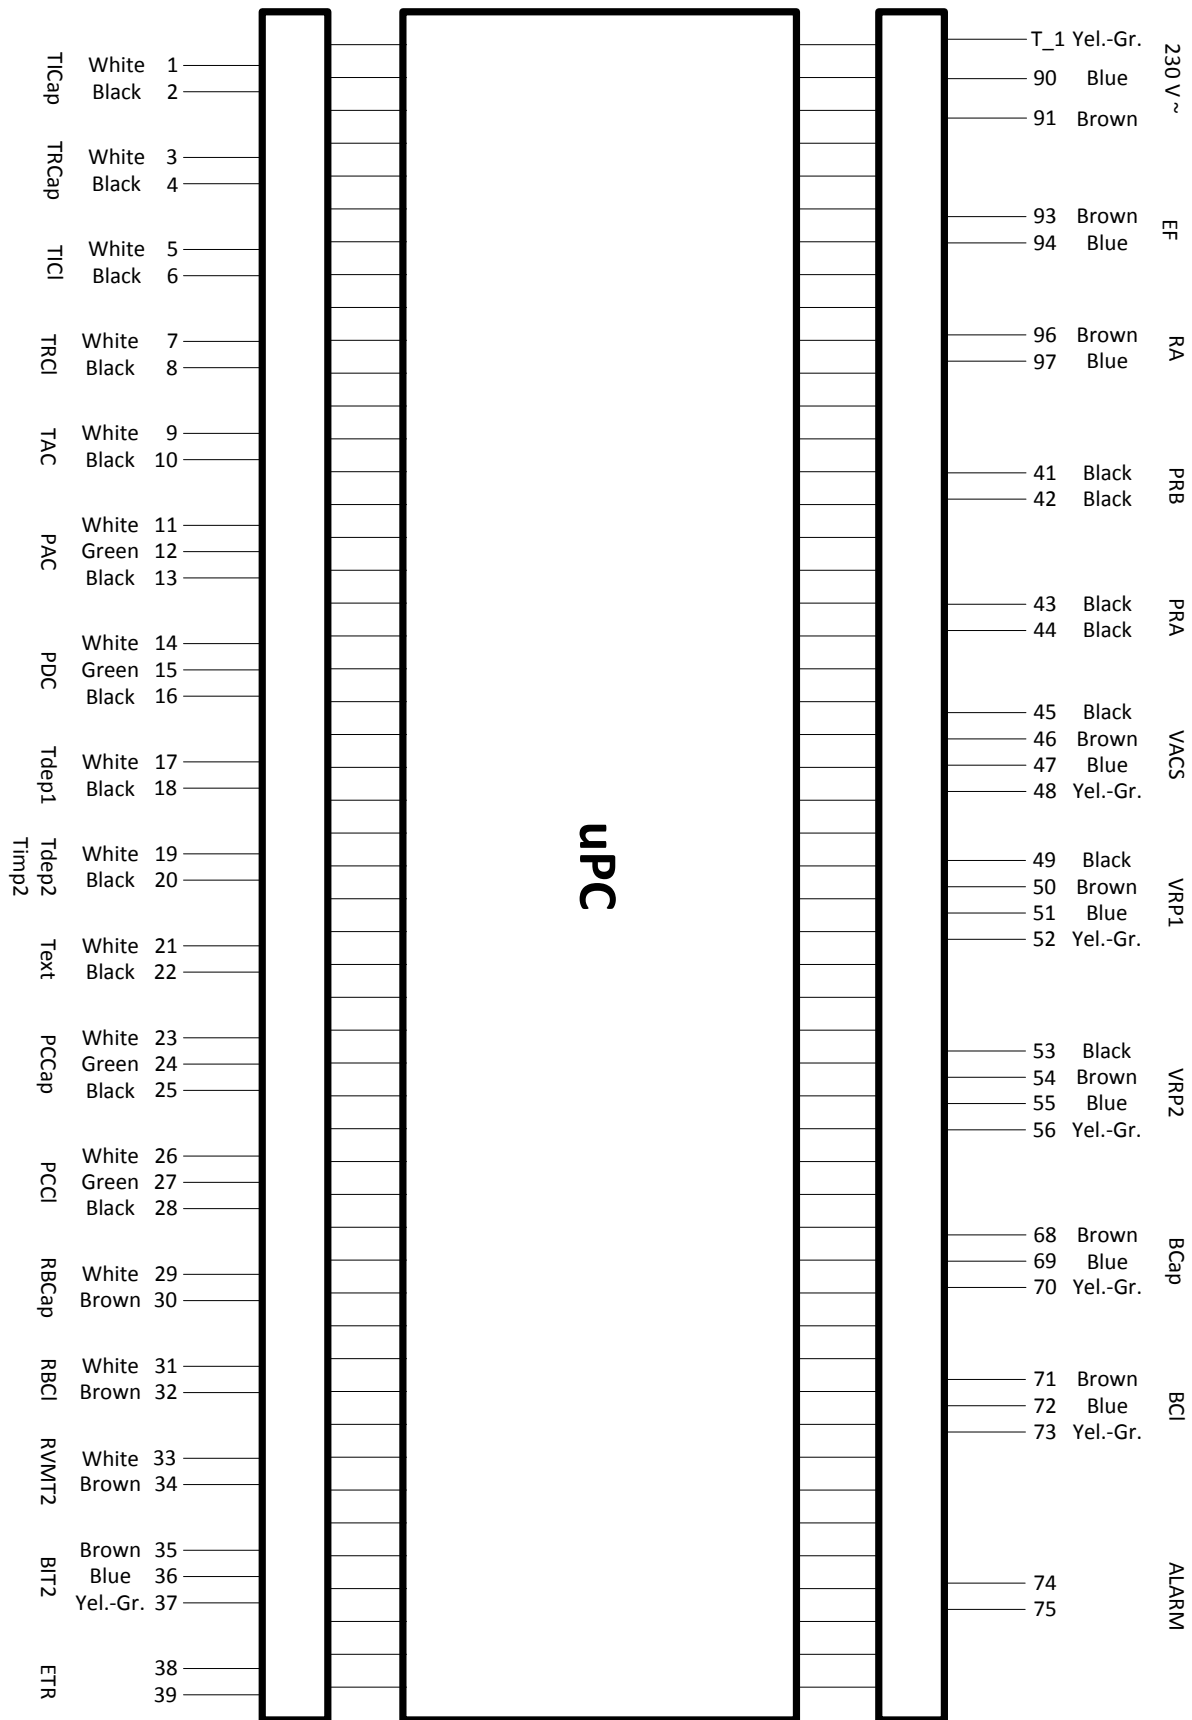 TICap
White 1
Black 2
TRCap
White 3
Black 4
TICI
White 5
Black 6
TRCI
White 7
Black 8
TAC
White 9
Black 10
PAC
White 11
Green 12
Black 13
PDC
White 14
Green 15
Black 16
Tdep1
White 17
Black 18
Tdep2
Timp2
White 19
Black 20
Text
White 21
Black 22
PCCap
White 23
Green 24
Black 25
PCCI
White 26
Green 27
Black 28
RBCap
White 29
Brown 30
RBCI
White 31
Brown 32
RVMT2
White 33
Brown 34
BIT2
Brown 35
Blue 36
Yel.-Gr. 37
ETR
38
39
uPC
T_1 Yel.-Gr.
90 Blue
91 Brown
230 V ~
93 Brown
94 Blue
EF
96 Brown
97 Blue
RA
41 Black
42 Black
PRB
43 Black
44 Black
PRA
45 Black
46 Brown
47 Blue
48 Yel.-Gr.
VACS
49 Black
50 Brown
51 Blue
52 Yel.-Gr.
VRP1
53 Black
54 Brown
55 Blue
56 Yel.-Gr.
VRP2
68 Brown
69 Blue
70 Yel.-Gr.
BCap
71 Brown
72 Blue
73 Yel.-Gr.
BCI
74
75
ALARM